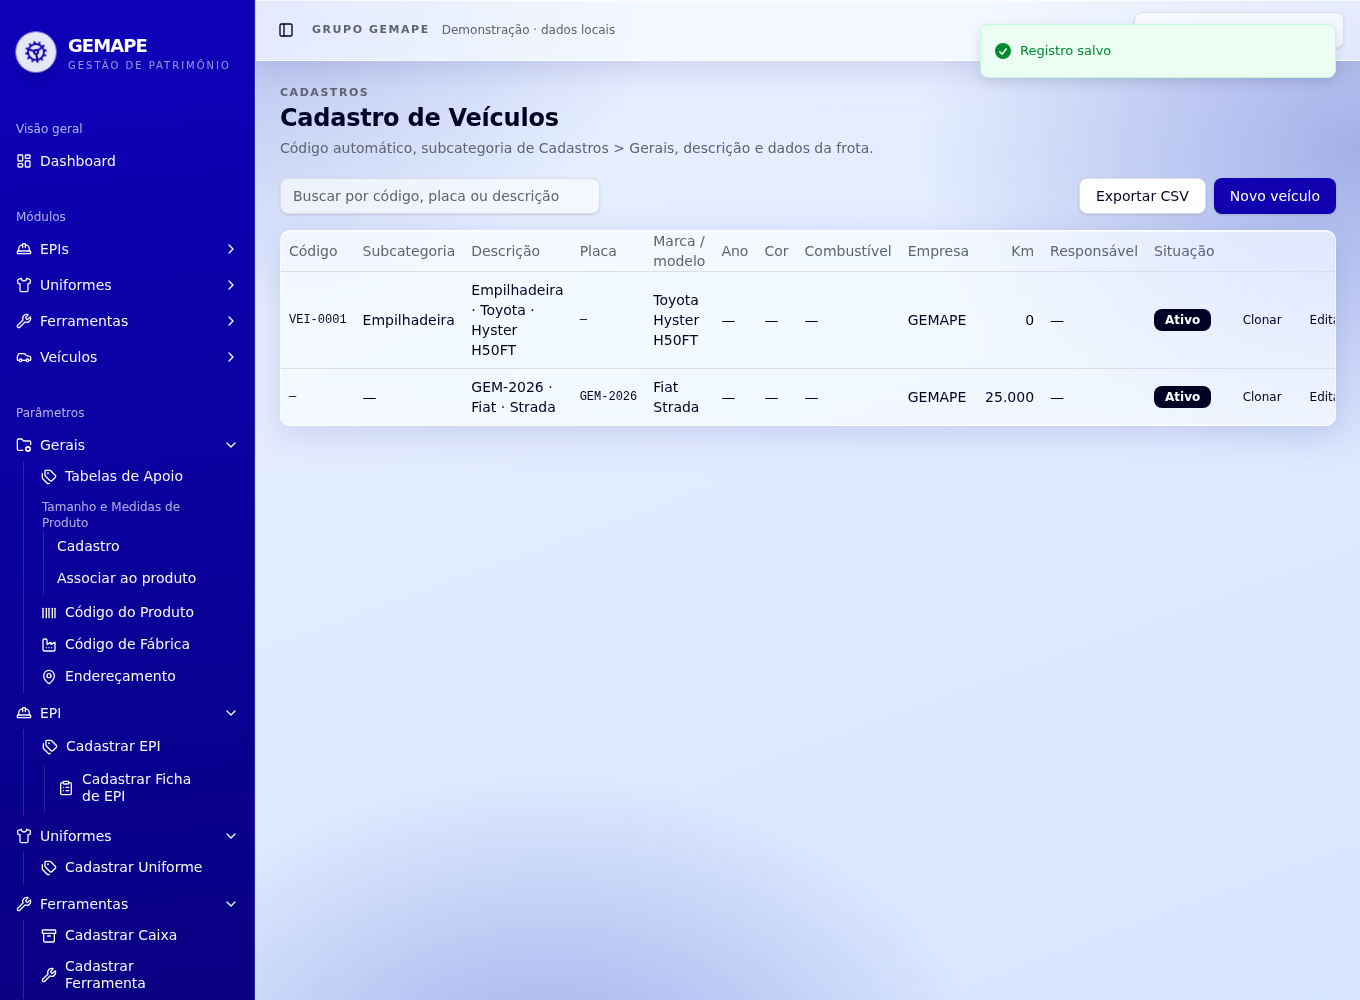 GEMAPE
GESTÃO DE PATRIMÔNIO
Visão geral
Dashboard
Módulos
EPIs
Uniformes
Ferramentas
Veículos
Parâmetros
Gerais
Tabelas de Apoio
Tamanho e Medidas de
Produto
Cadastro
Associar ao produto
Código do Produto
Código de Fábrica
Endereçamento
EPI
Cadastrar EPI
Cadastrar Ficha
de EPI
Uniformes
Cadastrar Uniforme
Ferramentas
Cadastrar Caixa
Cadastrar
Ferramenta
GRUPO GEMAPE Demonstração · dados locais
Registro salvo
CADASTROS
Cadastro de Veículos
Código automático, subcategoria de Cadastros > Gerais, descrição e dados da frota.
Buscar por código, placa ou descrição
Exportar CSV
Novo veículo
Código Subcategoria Descrição Placa Marca / modelo Ano Cor Combustível Empresa Km Responsável Situação
VEI-0001 Empilhadeira Empilhadeira · Toyota · Hyster H50FT — Toyota Hyster H50FT — — — GEMAPE 0 — Ativo Clonar Edita
— — GEM-2026 · Fiat · Strada GEM-2026 Fiat Strada — — — GEMAPE 25.000 — Ativo Clonar Edita